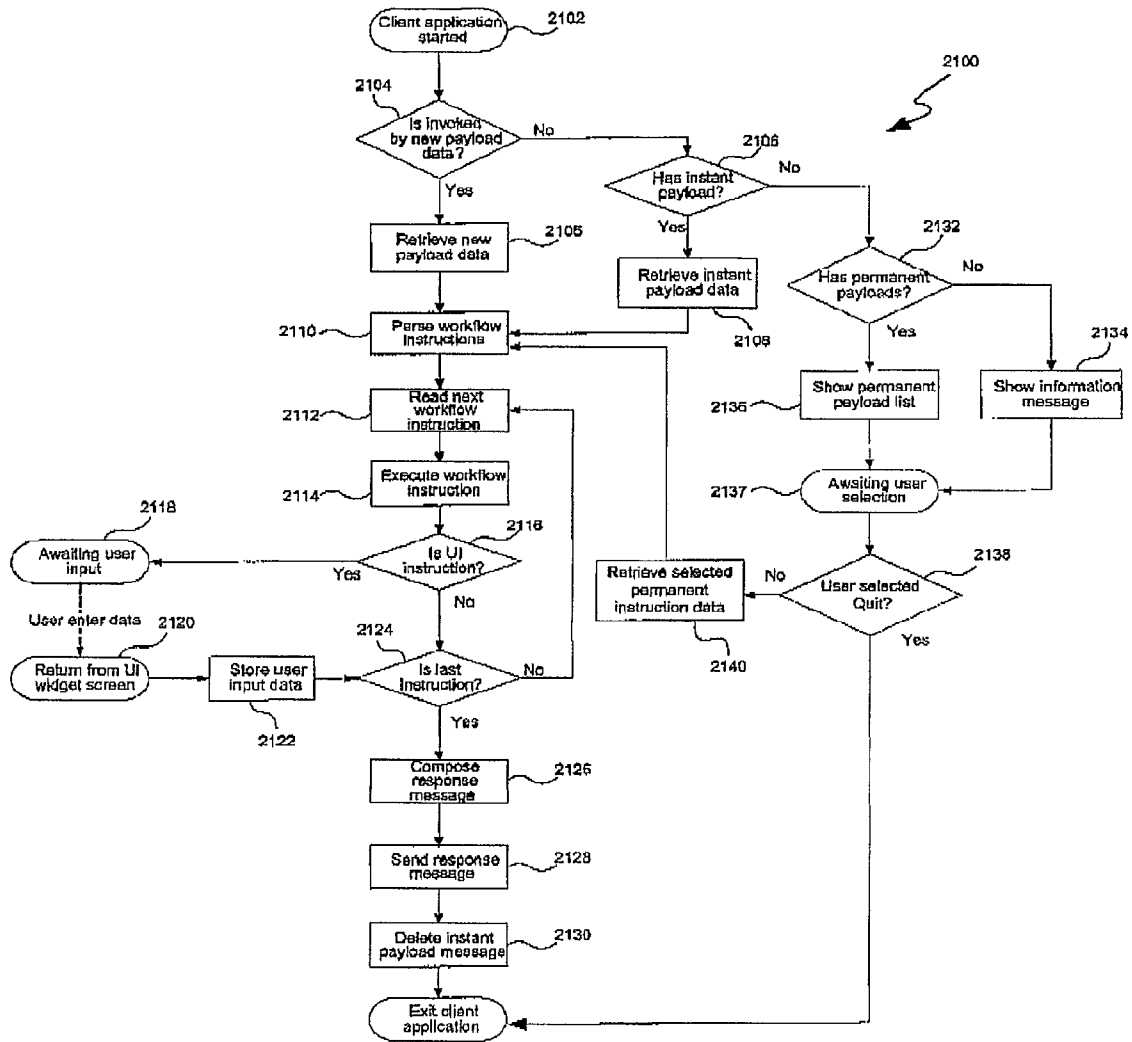 Client application
started
2102
2100
2104
Is invoked
by new payload
data?
No
Yes
2106
Has instant
payload?
No
Yes
Retrieve new
payload data
2106
Retrieve instant
payload data
2108
2132
Has permanent
payloads?
No
Yes
2110
Parse workflow
instructions
2134
Show information
message
Show permanent
payload list
2136
2112
Read next
workflow
instruction
Execute workflow
instruction
2114
2137
Awaiting user
selection
2118
Awaiting user
input
2116
Is UI
instruction?
Yes
No
2138
User selected
Quit?
No
Yes
Retrieve selected
permanent
instruction data
2140
User enter data
2120
Return from UI
widget screen
Store user
input data
2122
2124
Is last
Instruction?
No
Yes
Compose
response
message
2126
Send response
message
2128
Delete instant
payload message
2130
Exit client
application